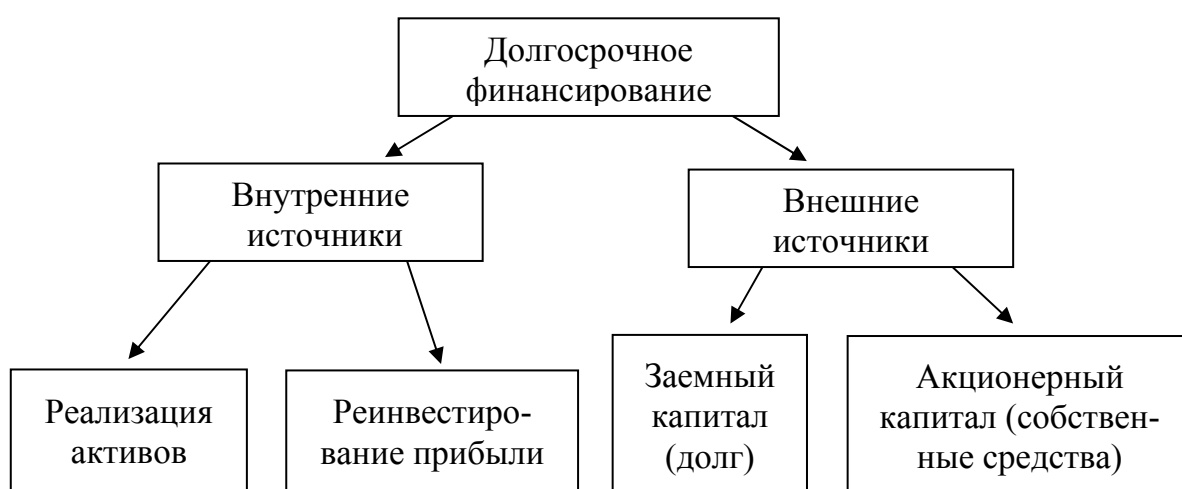 Долгосрочное
финансирование
Внутренние
источники
Внешние
источники
Реализация
активов
Реинвестиро-
вание прибыли
Заемный
капитал
(долг)
Акционерный
капитал (собствен-
ные средства)